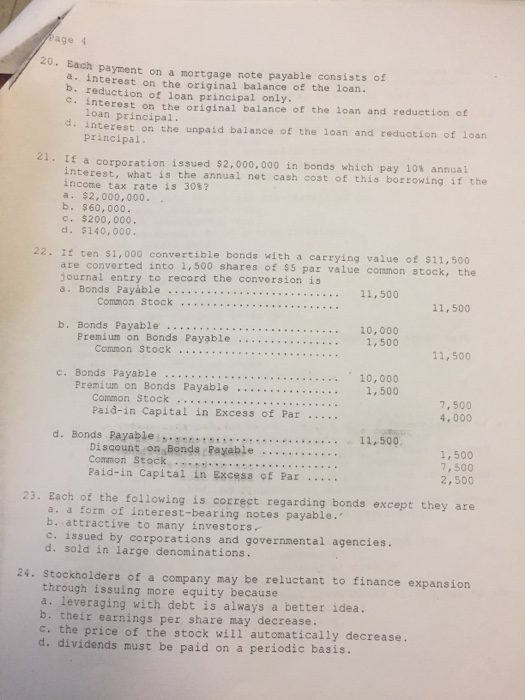 Page 4
20. Each payment on a mortgage note payable consists of
a. interest on the original balance of the loan.
b. reduction of loan principal only.
c. interest on the original balance of the loan and reduction of
loan principal.
d. interest on the unpaid balance of the loan and reduction of loan
principal.
21. If a corporation issued $2,000,000 in bonds which pay 10% annual
interest, what is the annual net cash cost of this borrowing if the
income tax rate is 30%?
a. $2,000,000.
b. $60,000.
c. $200,000.
d. $140,000.
22. If ten $1,000 convertible bonds with a carrying value of $11,500
are converted into 1,500 shares of $5 par value common stock, the
journal entry to record the conversion is
a. Bonds Payable ........................... 11,500
Common Stock ........................ 11,500
b. Bonds Payable ........................... 10,000
Premium on Bonds Payable ............... 1,500
Common Stock ........................ 11,500
c. Bonds Payable ........................... 10,000
Premium on Bonds Payable ............... 1,500
Common Stock ........................ 7,500
Paid-in Capital in Excess of Par ..... 4,000
d. Bonds Payable ........................... 11,500
Discount on Bonds Payable ............ 1,500
Common Stock ........................ 7,500
Paid-in Capital in Excess of Par ..... 2,500
23. Each of the following is correct regarding bonds except they are
a. a form of interest-bearing notes payable.
b. attractive to many investors.
c. issued by corporations and governmental agencies.
d. sold in large denominations.
24. Stockholders of a company may be reluctant to finance expansion
through issuing more equity because
a. leveraging with debt is always a better idea.
b. their earnings per share may decrease.
c. the price of the stock will automatically decrease.
d. dividends must be paid on a periodic basis.